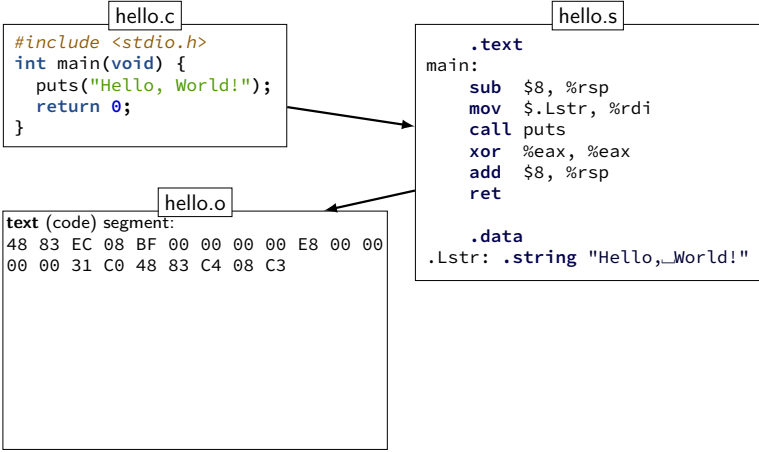 hello.c
#include <stdio.h>
int main(void) {
  puts("Hello, World!");
  return 0;
}
hello.s
    .text
main:
    sub  $8, %rsp
    mov  $.Lstr, %rdi
    call puts
    xor  %eax, %eax
    add  $8, %rsp
    ret
    .data
.Lstr: .string "Hello,␣World!"
hello.o
text (code) segment:
48 83 EC 08 BF 00 00 00 00 E8 00 00
00 00 31 C0 48 83 C4 08 C3